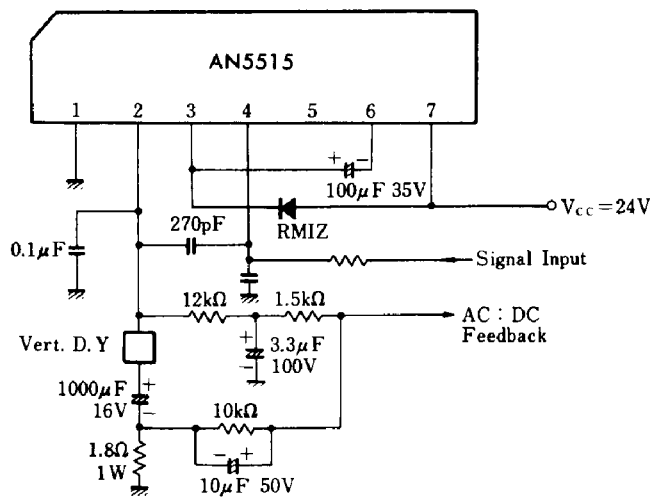 AN5515
1 2 3 4 5 6 7
+ −
100μF 35V
RMIZ
V_CC=24V
270pF
0.1μF
Signal Input
12kΩ 1.5kΩ
AC : DC
Feedback
+
3.3μF
− 100V
Vert. D.Y
1000μF +
16V −
10kΩ
1.8Ω
1W
− +
10μF 50V